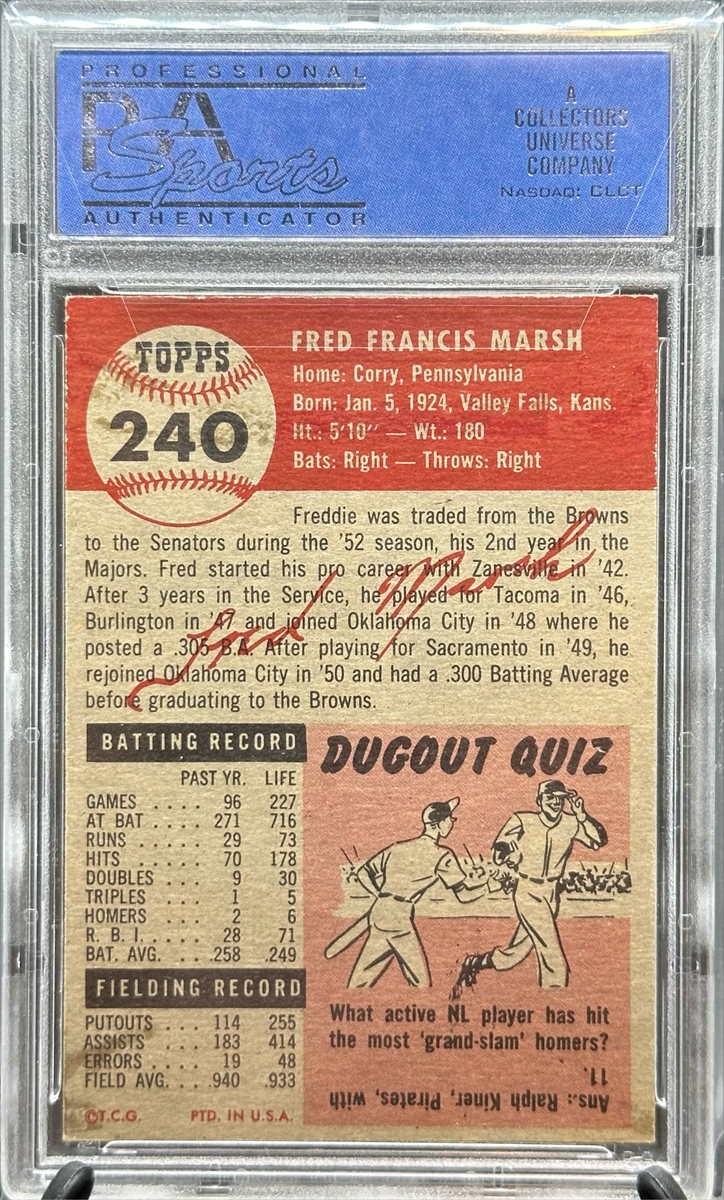 PROFESSIONAL
PSA
Sports
AUTHENTICATOR
A
COLLECTORS
UNIVERSE
COMPANY
NASDAQ: CLCT
TOPPS
240
FRED FRANCIS MARSH
Home: Corry, Pennsylvania
Born: Jan. 5, 1924, Valley Falls, Kans.
Ht.: 5'10" — Wt.: 180
Bats: Right — Throws: Right
Freddie was traded from the Browns
to the Senators during the '52 season, his 2nd year in the
Majors. Fred started his pro career with Zanesville in '42.
After 3 years in the Service, he played for Tacoma in '46,
Burlington in '47 and joined Oklahoma City in '48 where he
posted a .305 B.A. After playing for Sacramento in '49, he
rejoined Oklahoma City in '50 and had a .300 Batting Average
before graduating to the Browns.
Fred Marsh
BATTING RECORD
PAST YR. LIFE
GAMES .... 96 227
AT BAT .... 271 716
RUNS .... 29 73
HITS .... 70 178
DOUBLES ... 9 30
TRIPLES ... 1 5
HOMERS ... 2 6
R. B. I. .... 28 71
BAT. AVG. ... .258 .249
FIELDING RECORD
PUTOUTS ... 114 255
ASSISTS ... 183 414
ERRORS ... 19 48
FIELD AVG. .. .940 .933
©T.C.G. PTD. IN U.S.A.
DUGOUT QUIZ
What active NL player has hit
the most 'grand-slam' homers?
Ans.: Ralph Kiner, Pirates, with
11.